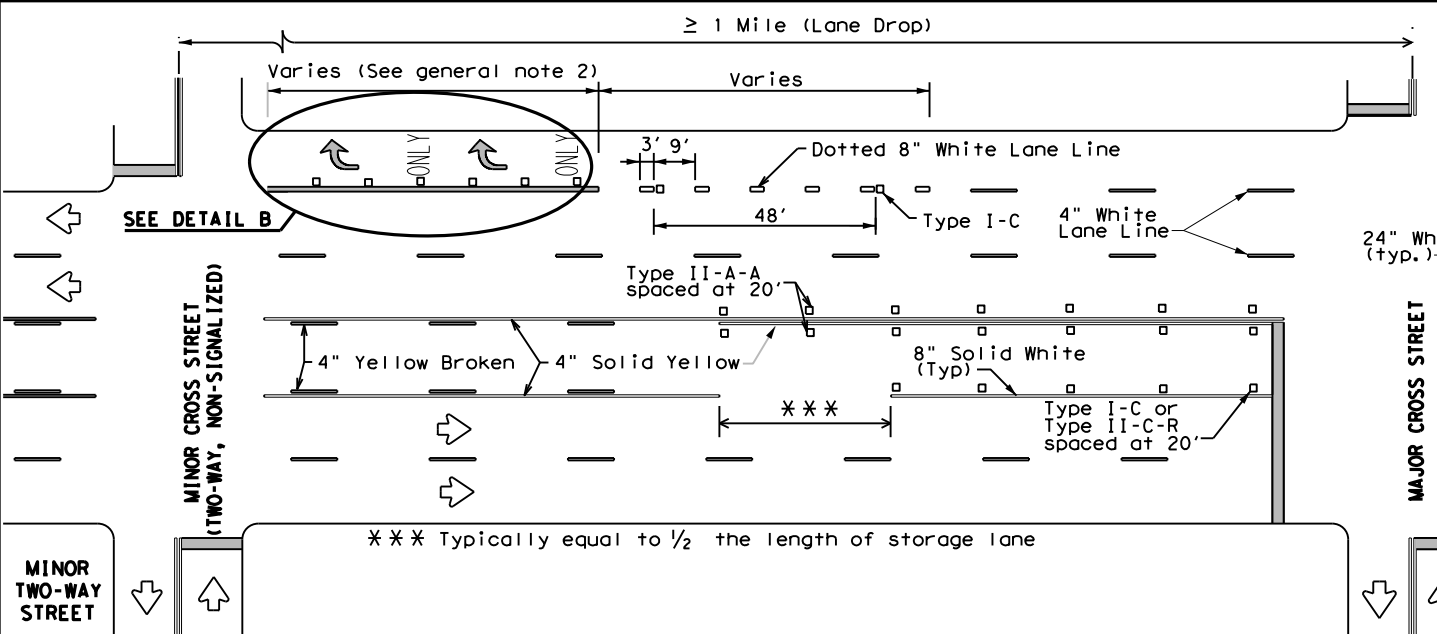 ≥ 1 Mile (Lane Drop)
Varies (See general note 2)
Varies
ONLY
ONLY
3'
9'
Dotted 8" White Lane Line
SEE DETAIL B
48'
Type I-C
4" White
Lane Line
24" Wh
(typ.)
Type II-A-A
spaced at 20'
MINOR CROSS STREET
(TWO-WAY, NON-SIGNALIZED)
4" Yellow Broken
4" Solid Yellow
8" Solid White
(Typ)
***
Type I-C or
Type II-C-R
spaced at 20'
MAJOR CROSS STREET
*** Typically equal to ½ the length of storage lane
MINOR
TWO-WAY
STREET